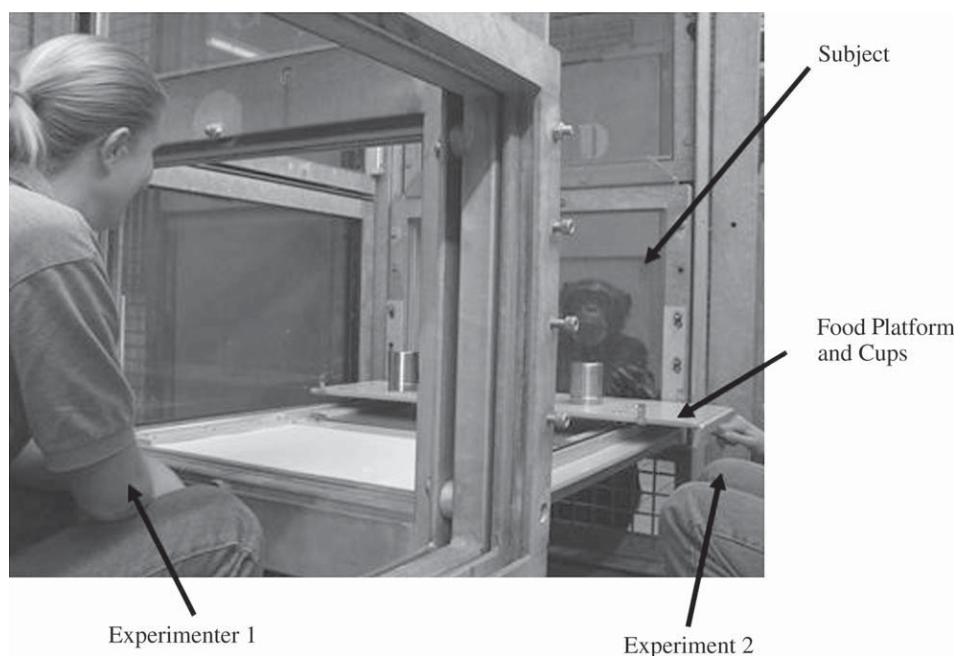 Subject
Food Platform
and Cups
Experimenter 1
Experiment 2